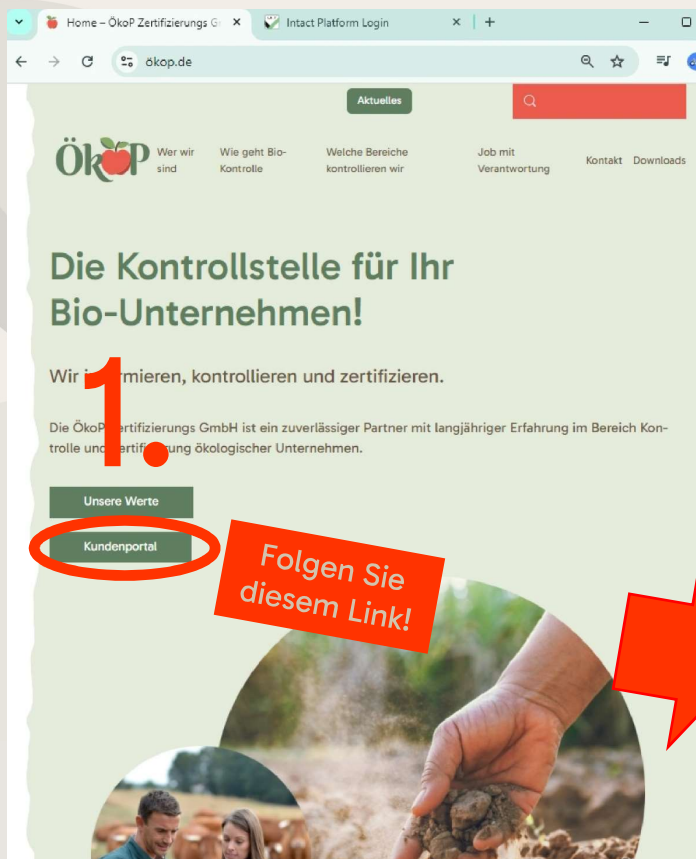 Home – ÖkoP Zertifizierungs G
Intact Platform Login
ökop.de
Aktuelles
ÖkoP
Wer wir
sind
Wie geht Bio-
Kontrolle
Welche Bereiche
kontrollieren wir
Job mit
Verantwortung
Kontakt
Downloads
Die Kontrollstelle für Ihr
Bio-Unternehmen!
Wir mieren, kontrollieren und zertifizieren.
1.
Die ÖkoP ertifizierungs GmbH ist ein zuverlässiger Partner mit langjähriger Erfahrung im Bereich Kon-
trolle und ertif ung ökologischer Unternehmen.
Unsere Werte
Kundenportal
Folgen Sie
diesem Link!